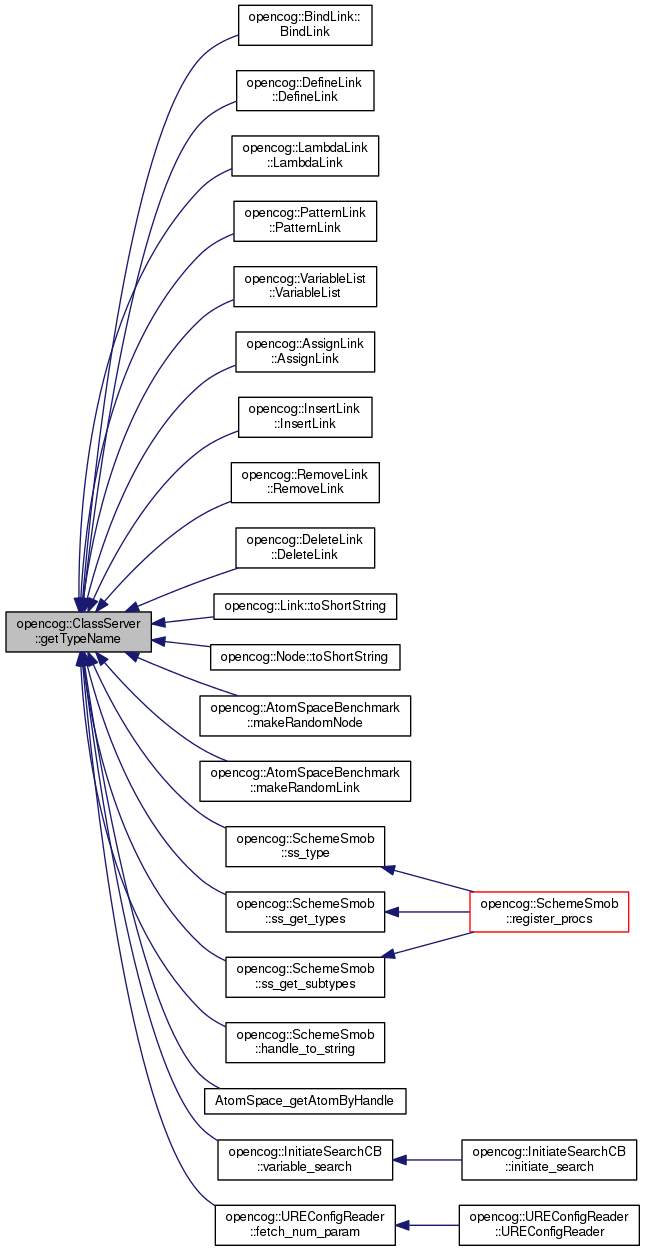 opencog::BindLink::
BindLink
opencog::DefineLink
::DefineLink
opencog::LambdaLink
::LambdaLink
opencog::PatternLink
::PatternLink
opencog::VariableList
::VariableList
opencog::AssignLink
::AssignLink
opencog::InsertLink
::InsertLink
opencog::RemoveLink
::RemoveLink
opencog::DeleteLink
::DeleteLink
opencog::Link::toShortString
opencog::ClassServer
::getTypeName
opencog::Node::toShortString
opencog::AtomSpaceBenchmark
::makeRandomNode
opencog::AtomSpaceBenchmark
::makeRandomLink
opencog::SchemeSmob
::ss_type
opencog::SchemeSmob
::ss_get_types
opencog::SchemeSmob
::register_procs
opencog::SchemeSmob
::ss_get_subtypes
opencog::SchemeSmob
::handle_to_string
AtomSpace_getAtomByHandle
opencog::InitiateSearchCB
::variable_search
opencog::InitiateSearchCB
::initiate_search
opencog::UREConfigReader
::fetch_num_param
opencog::UREConfigReader
::UREConfigReader